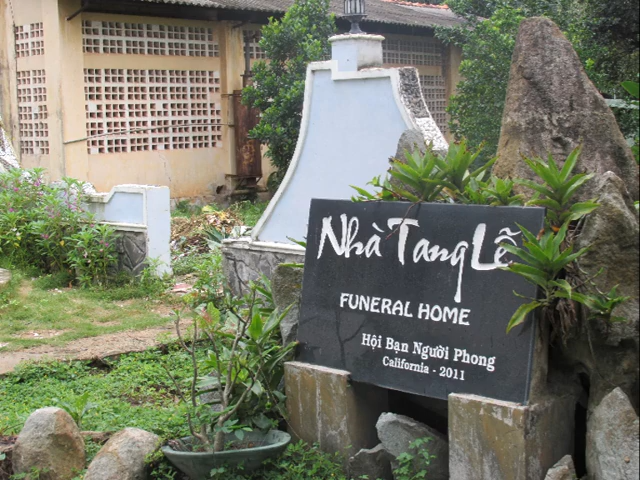 Nhà Tang Lễ
FUNERAL HOME
Hội Bạn Người Phong
California - 2011